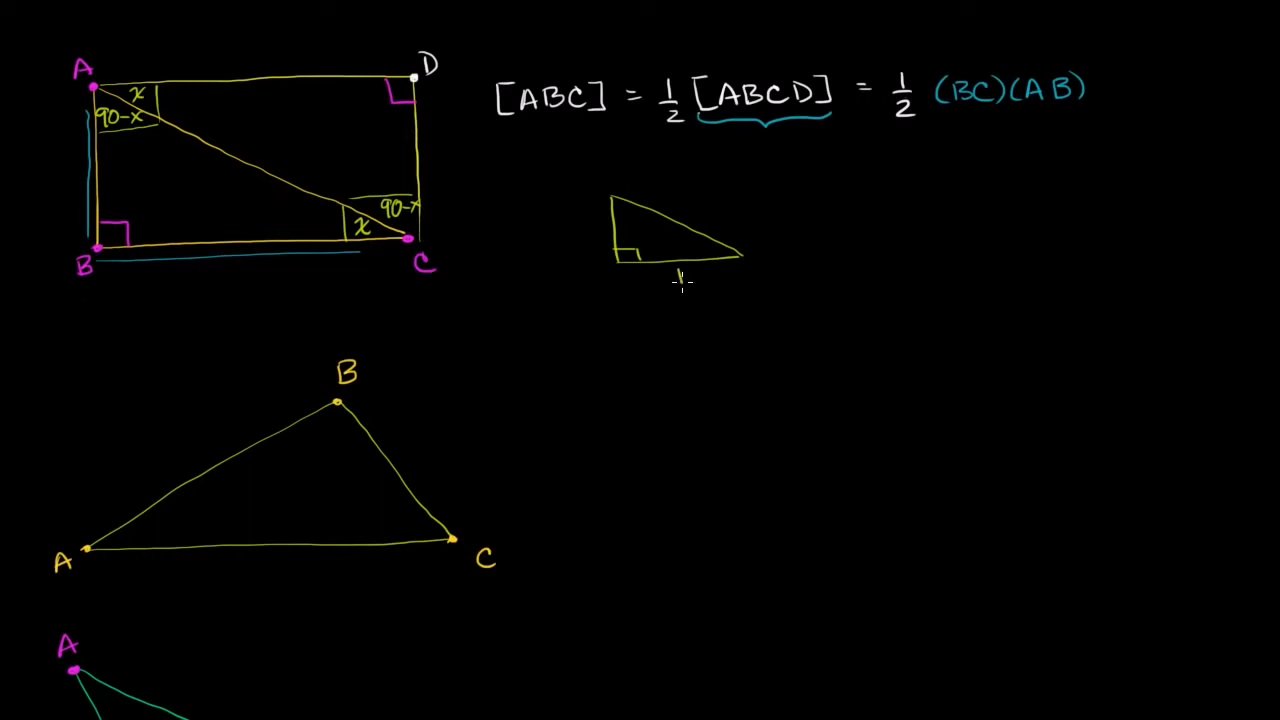 A D
x
90-x
[ABC] = 1/2 [ABCD] = 1/2 (BC)(AB)
90-x
x
B C
B
A C
A